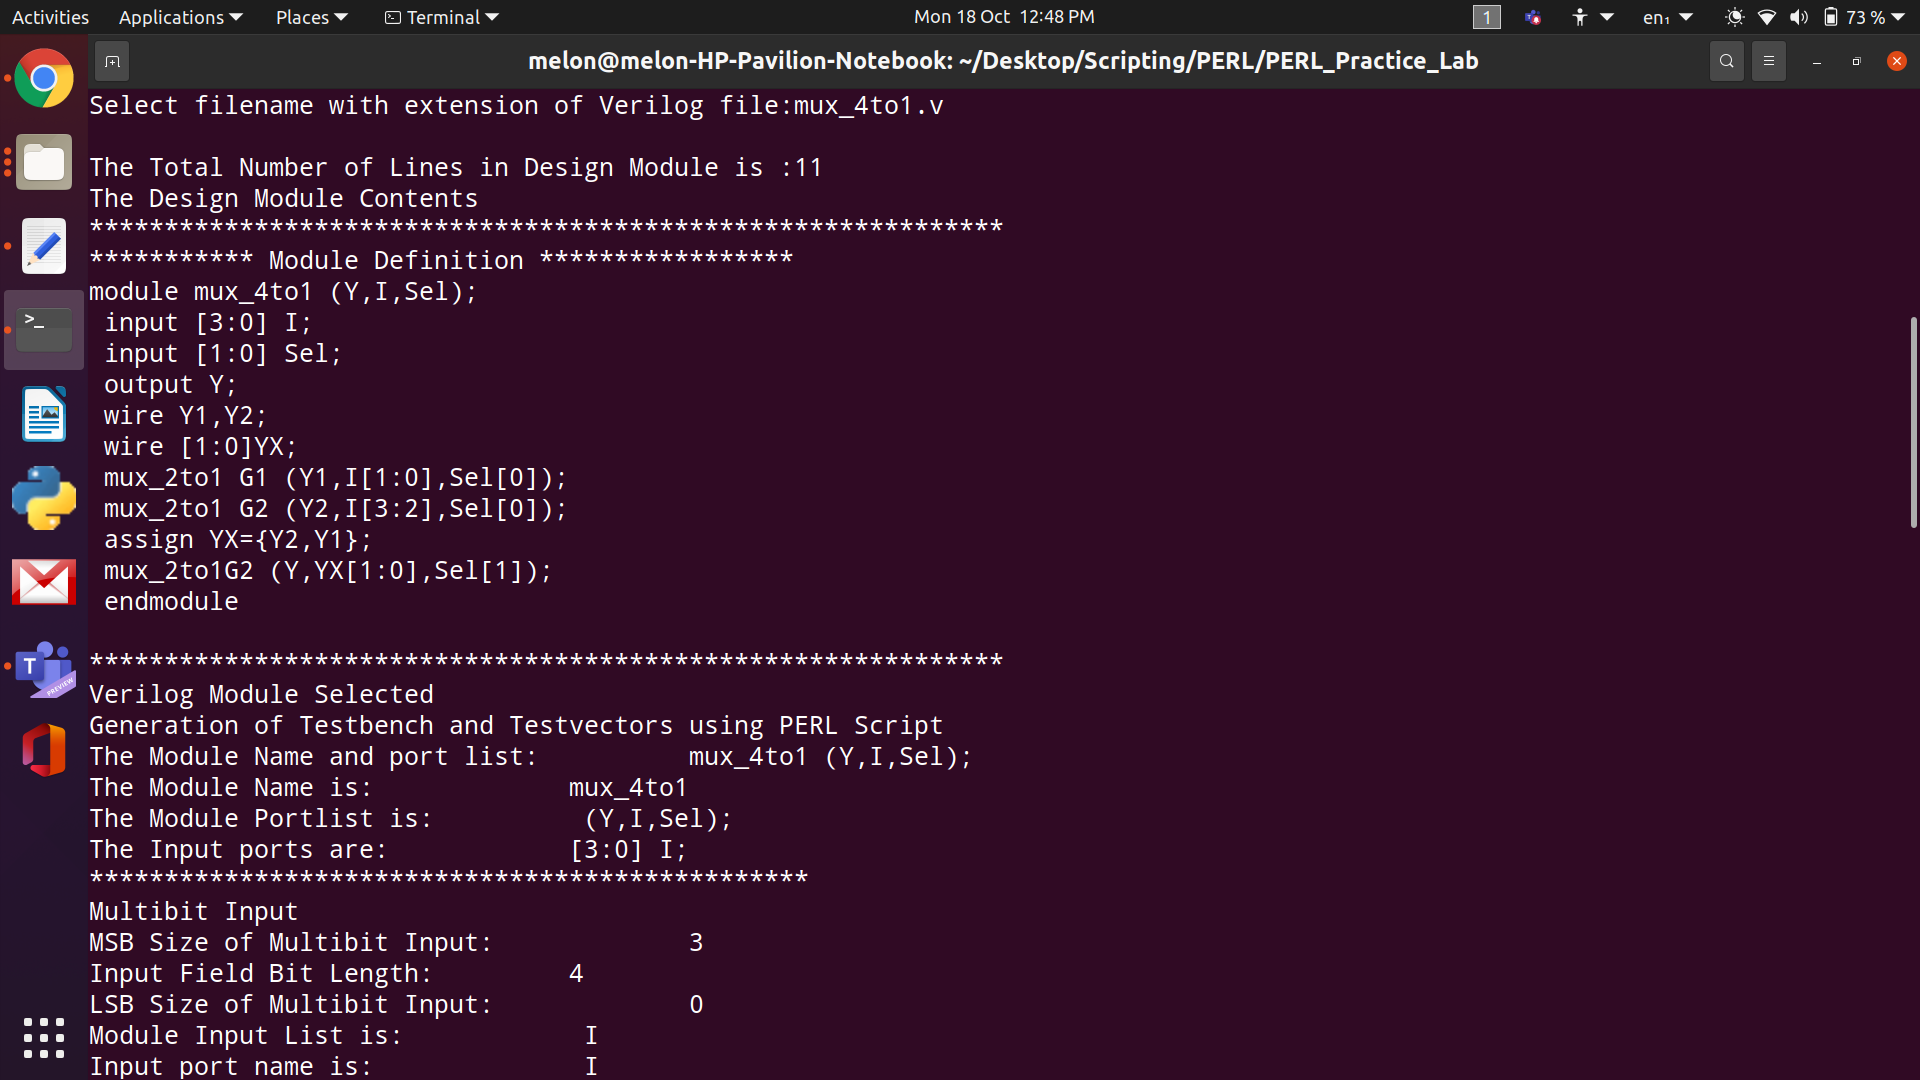 Activities Applications Places Terminal Mon 18 Oct 12:48 PM 1 en₁ 73 %
melon@melon-HP-Pavilion-Notebook: ~/Desktop/Scripting/PERL/PERL_Practice_Lab
Select filename with extension of Verilog file:mux_4to1.v
The Total Number of Lines in Design Module is :11
The Design Module Contents
*************************************************************
*********** Module Definition *****************
module mux_4to1 (Y,I,Sel);
input [3:0] I;
input [1:0] Sel;
output Y;
wire Y1,Y2;
wire [1:0]YX;
mux_2to1 G1 (Y1,I[1:0],Sel[0]);
mux_2to1 G2 (Y2,I[3:2],Sel[0]);
assign YX={Y2,Y1};
mux_2to1G2 (Y,YX[1:0],Sel[1]);
endmodule
*************************************************************
Verilog Module Selected
Generation of Testbench and Testvectors using PERL Script
The Module Name and port list: mux_4to1 (Y,I,Sel);
The Module Name is: mux_4to1
The Module Portlist is: (Y,I,Sel);
The Input ports are: [3:0] I;
************************************************
Multibit Input
MSB Size of Multibit Input: 3
Input Field Bit Length: 4
LSB Size of Multibit Input: 0
Module Input List is: I
Input port name is: I
>_
T
PREVIEW